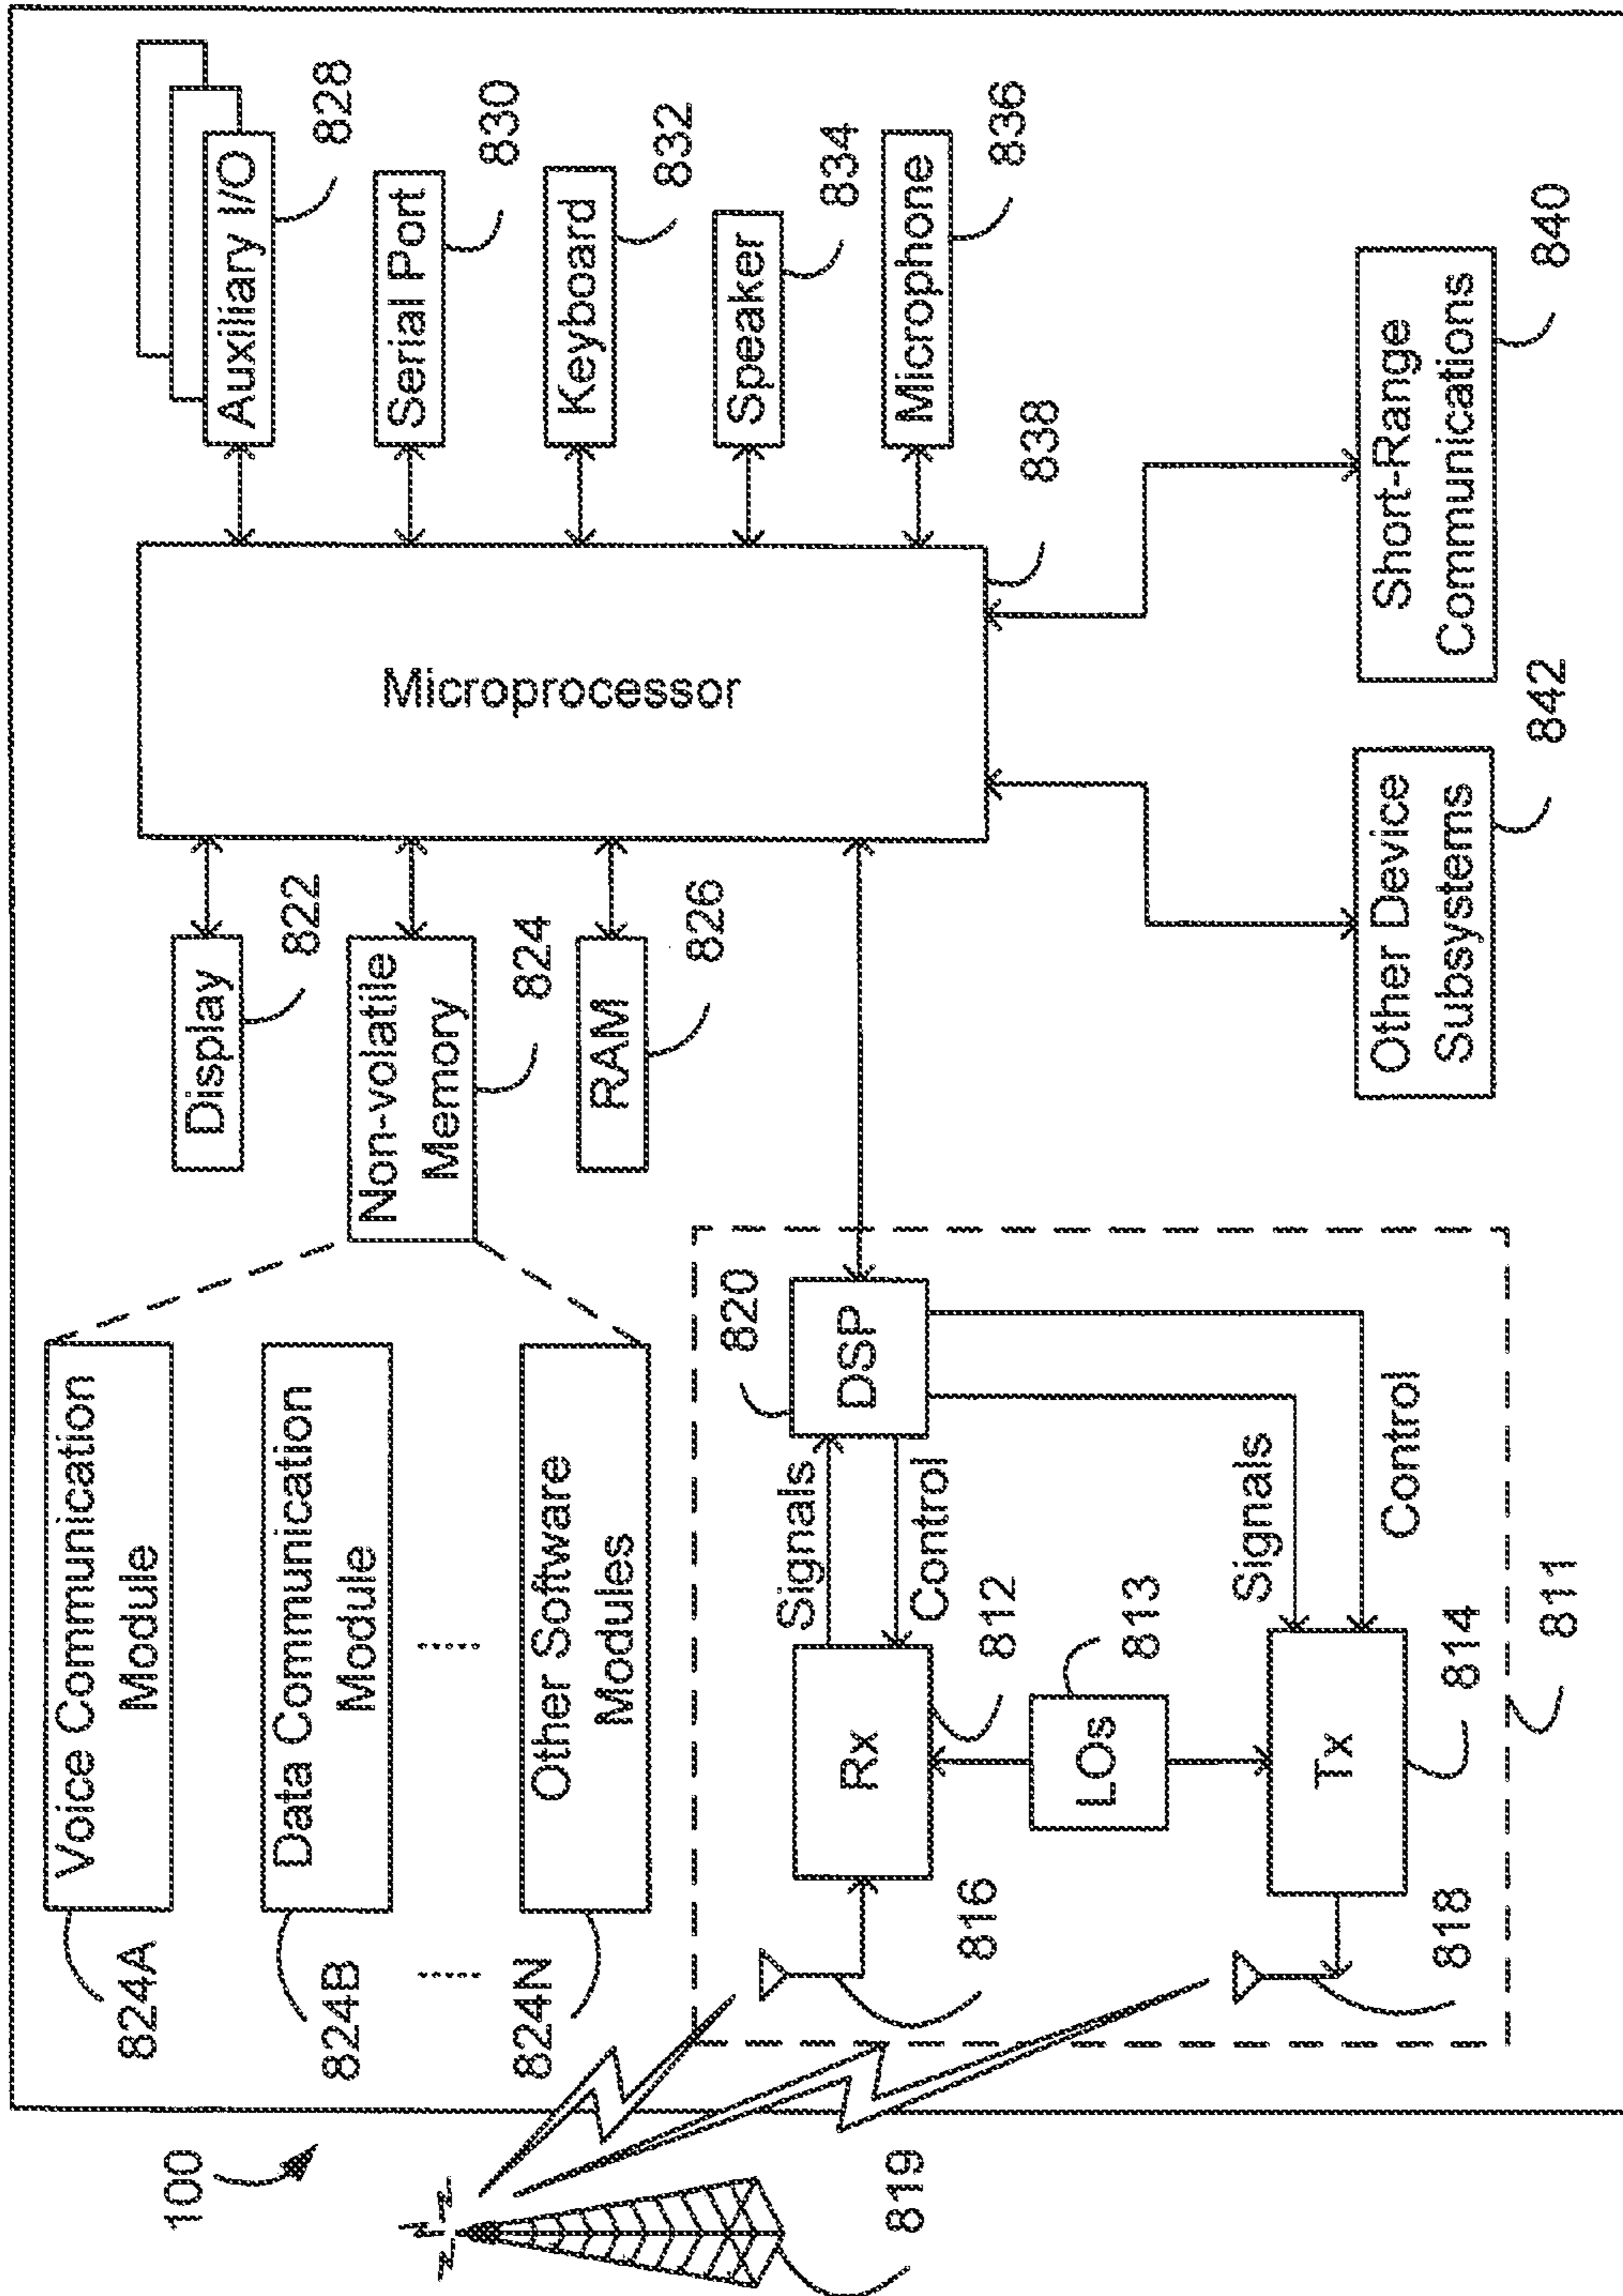 100
819
Voice Communication
Module
824A
Data Communication
Module
824B
Other Software
Modules
824N
Display
822
Non-volatile
Memory
824
RAM
826
Microprocessor
838
Auxiliary I/O
828
Serial Port
830
Keyboard
832
Speaker
834
Microphone
836
Short-Range
Communications
840
Other Device
Subsystems
842
DSP
820
Signals
Control
Rx
812
LOs
813
Signals
Control
Tx
814
816
818
811